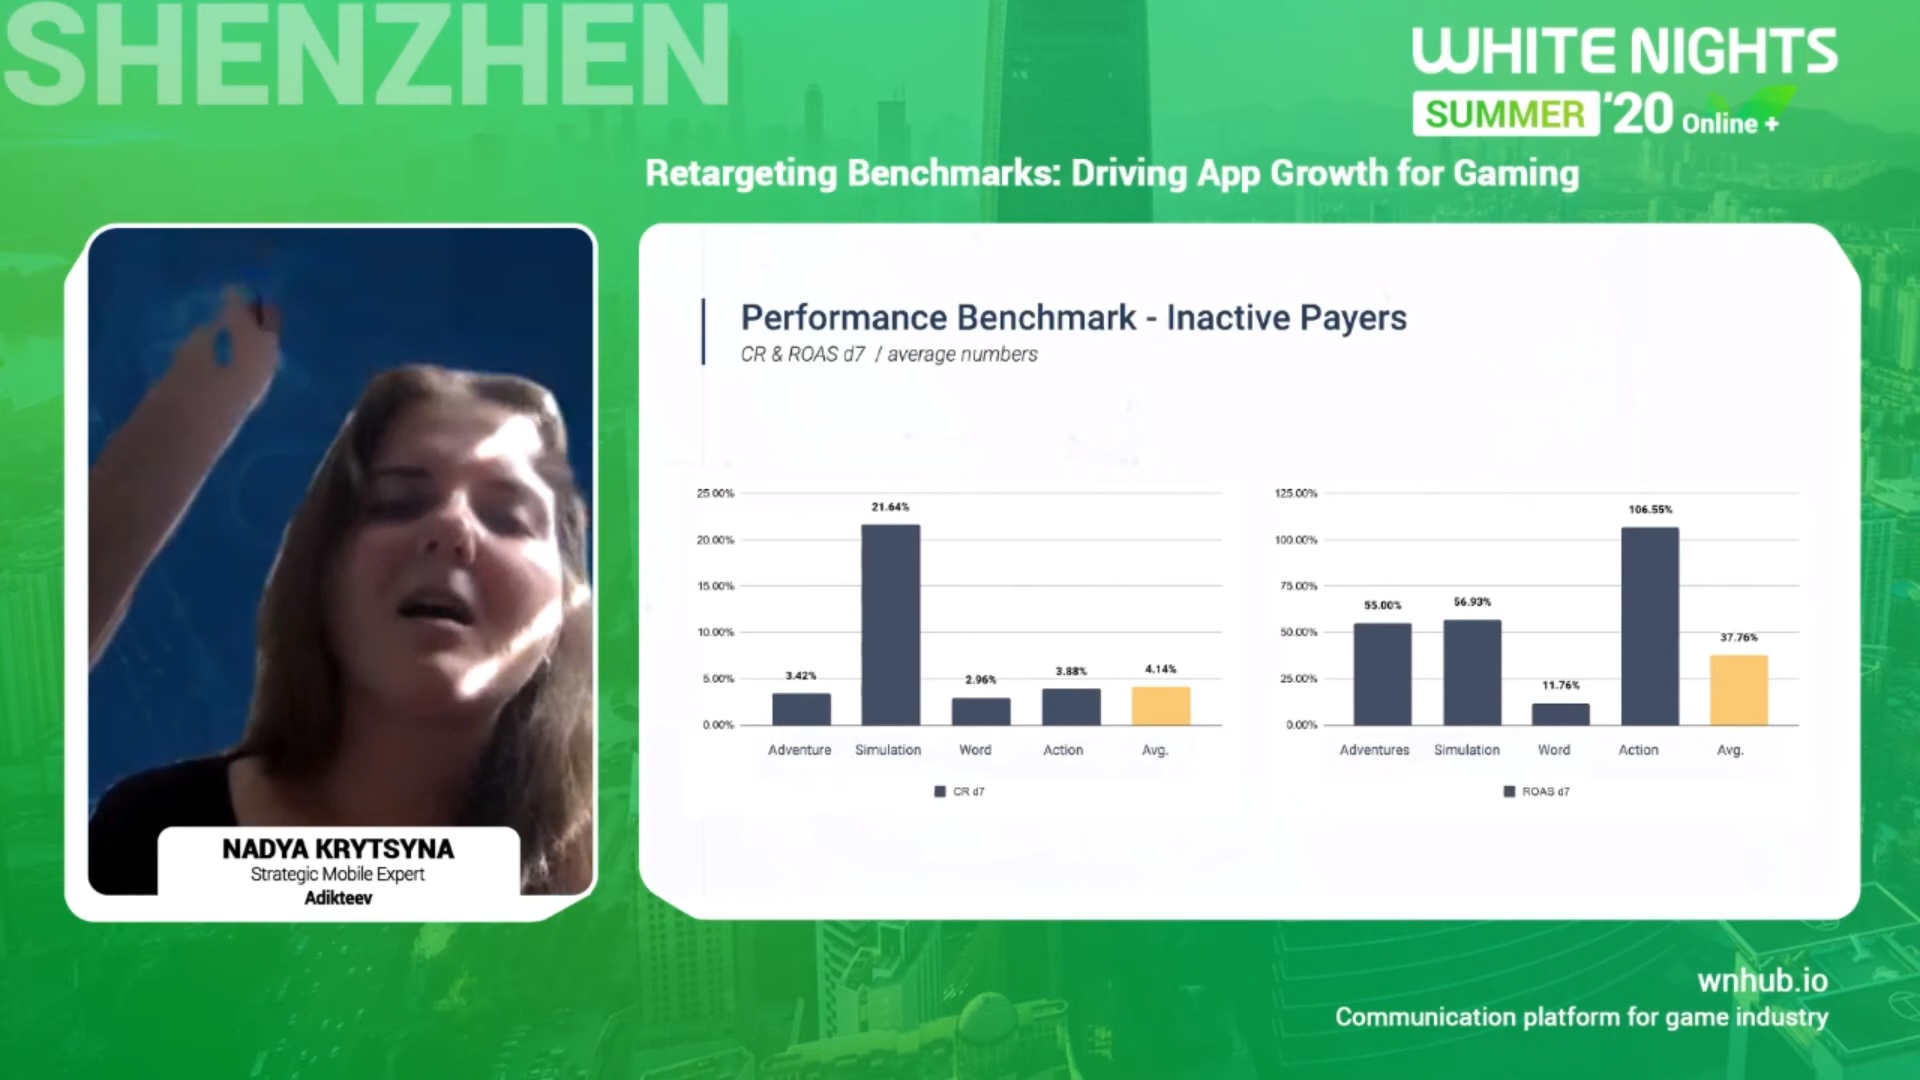 SHENZHEN
WHITE NIGHTS
SUMMER '20 Online +
Retargeting Benchmarks: Driving App Growth for Gaming
Performance Benchmark - Inactive Payers
CR & ROAS d7 / average numbers
25.00%
20.00%
15.00%
10.00%
5.00%
0.00%
3.42%
21.64%
2.96%
3.88%
4.14%
Adventure
Simulation
Word
Action
Avg.
CR d7
125.00%
100.00%
75.00%
50.00%
25.00%
0.00%
55.00%
56.93%
11.76%
106.55%
37.76%
Adventures
Simulation
Word
Action
Avg.
ROAS d7
NADYA KRYTSYNA
Strategic Mobile Expert
Adikteev
wnhub.io
Communication platform for game industry